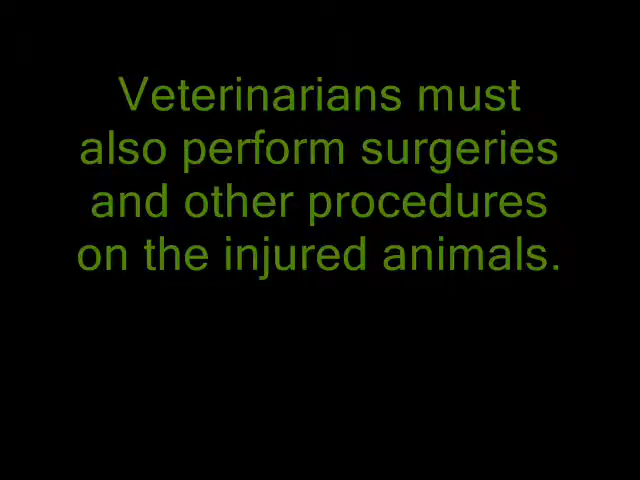 Veterinarians must
also perform surgeries
and other procedures
on the injured animals.